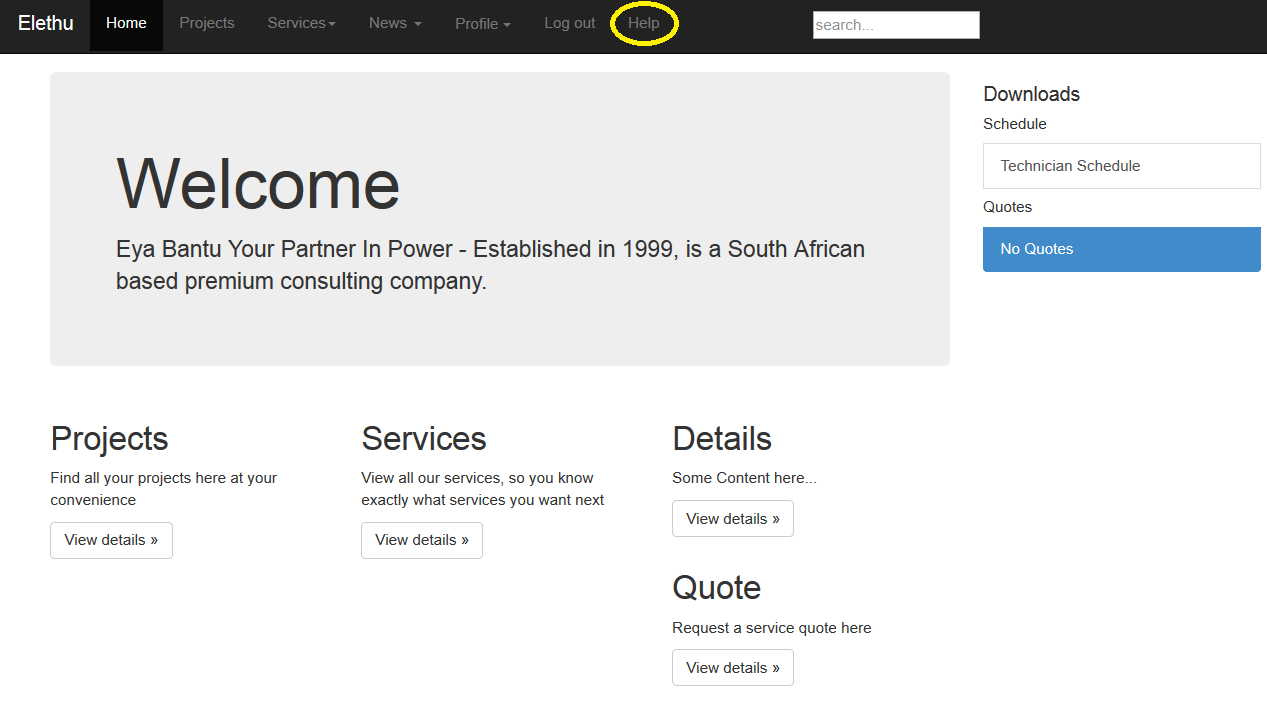 Elethu Home Projects Services News Profile Log out Help search...
Downloads
Schedule
Technician Schedule
Quotes
No Quotes
Welcome
Eya Bantu Your Partner In Power - Established in 1999, is a South African
based premium consulting company.
Projects
Find all your projects here at your
convenience
View details »
Services
View all our services, so you know
exactly what services you want next
View details »
Details
Some Content here...
View details »
Quote
Request a service quote here
View details »